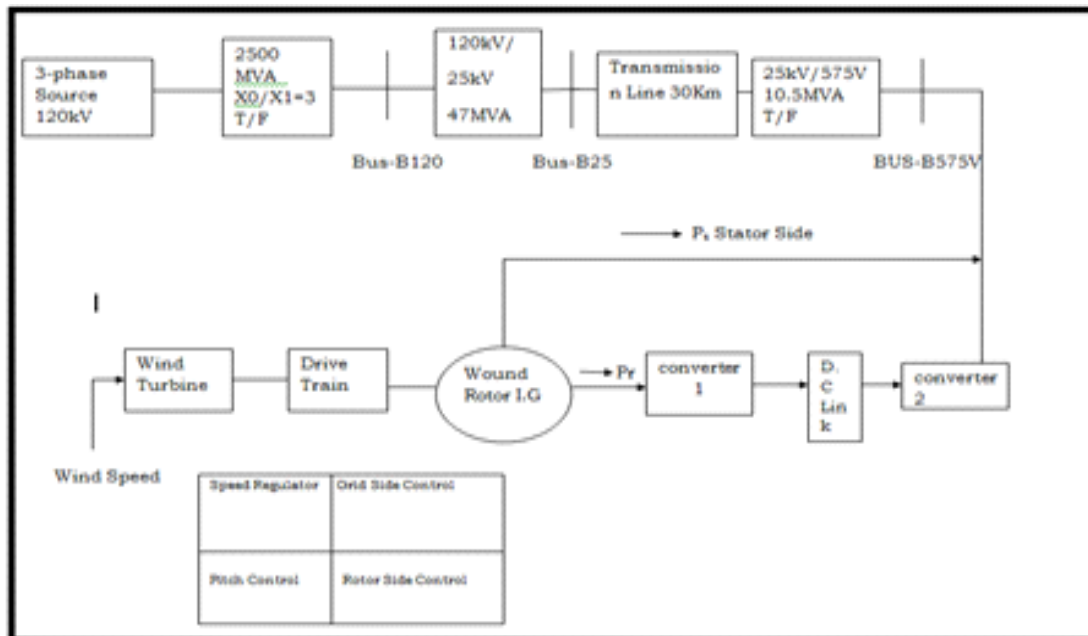 3-phase
Source
120kV
2500
MVA
X0/X1=3
T/F
120kV/
25kV
47MVA
Transmissio
n Line 30Km
25kV/575V
10.5MVA
T/F
Bus-B120
Bus-B25
BUS-B575V
Ps Stator Side
Wind
Turbine
Drive
Train
Wound
Rotor I.G
Pr
converter
1
D.
C
Lin
k
converter
2
Wind Speed
Speed Regulator
Grid Side Control
Pitch Control
Rotor Side Control